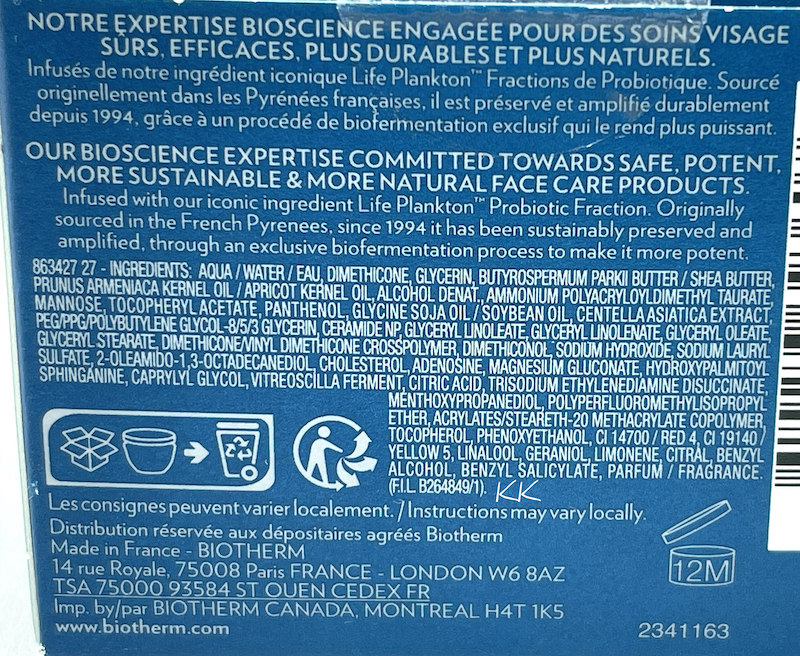 NOTRE EXPERTISE BIOSCIENCE ENGAGÉE POUR DES SOINS VISAGE
SÛRS, EFFICACES, PLUS DURABLES ET PLUS NATURELS.
Infusés de notre ingrédient iconique Life Plankton™ Fractions de Probiotique. Sourcé
originellement dans les Pyrénées françaises, il est préservé et amplifié durablement
depuis 1994, grâce à un procédé de biofermentation exclusif qui le rend plus puissant.
OUR BIOSCIENCE EXPERTISE COMMITTED TOWARDS SAFE, POTENT,
MORE SUSTAINABLE & MORE NATURAL FACE CARE PRODUCTS.
Infused with our iconic ingredient Life Plankton™ Probiotic Fraction. Originally
sourced in the French Pyrenees, since 1994 it has been sustainably preserved and
amplified, through an exclusive biofermentation process to make it more potent.
863427 27 - INGREDIENTS: AQUA / WATER / EAU, DIMETHICONE, GLYCERIN, BUTYROSPERMUM PARKII BUTTER / SHEA BUTTER,
PRUNUS ARMENIACA KERNEL OIL / APRICOT KERNEL OIL, ALCOHOL DENAT., AMMONIUM POLYACRYLOYLDIMETHYL TAURATE,
MANNOSE, TOCOPHERYL ACETATE, PANTHENOL, GLYCINE SOJA OIL / SOYBEAN OIL, CENTELLA ASIATICA EXTRACT,
PEG/PPG/POLYBUTYLENE GLYCOL-8/5/3 GLYCERIN, CERAMIDE NP, GLYCERYL LINOLEATE, GLYCERYL LINOLENATE, GLYCERYL OLEATE,
GLYCERYL STEARATE, DIMETHICONE/VINYL DIMETHICONE CROSSPOLYMER, DIMETHICONOL, SODIUM HYDROXIDE, SODIUM LAURYL
SULFATE, 2-OLEAMIDO-1,3-OCTADECANEDIOL, CHOLESTEROL, ADENOSINE, MAGNESIUM GLUCONATE, HYDROXYPALMITOYL
SPHINGANINE, CAPRYLYL GLYCOL, VITREOSCILLA FERMENT, CITRIC ACID, TRISODIUM ETHYLENEDIAMINE DISUCCINATE,
MENTHOXYPROPANEDIOL, POLYPERFLUOROMETHYLISOPROPYL
ETHER, ACRYLATES/STEARETH-20 METHACRYLATE COPOLYMER,
TOCOPHEROL, PHENOXYETHANOL, CI 14700 / RED 4, CI 19140 /
YELLOW 5, LINALOOL, GERANIOL, LIMONENE, CITRAL, BENZYL
ALCOHOL, BENZYL SALICYLATE, PARFUM / FRAGRANCE.
(F.I.L. B264849/1). KK
Les consignes peuvent varier localement. / Instructions may vary locally.
Distribution réservée aux dépositaires agréés Biotherm
Made in France - BIOTHERM
14 rue Royale, 75008 Paris FRANCE - LONDON W6 8AZ
TSA 75000 93584 ST OUEN CEDEX FR
Imp. by/par BIOTHERM CANADA, MONTREAL H4T 1K5
www.biotherm.com
12M
2341163